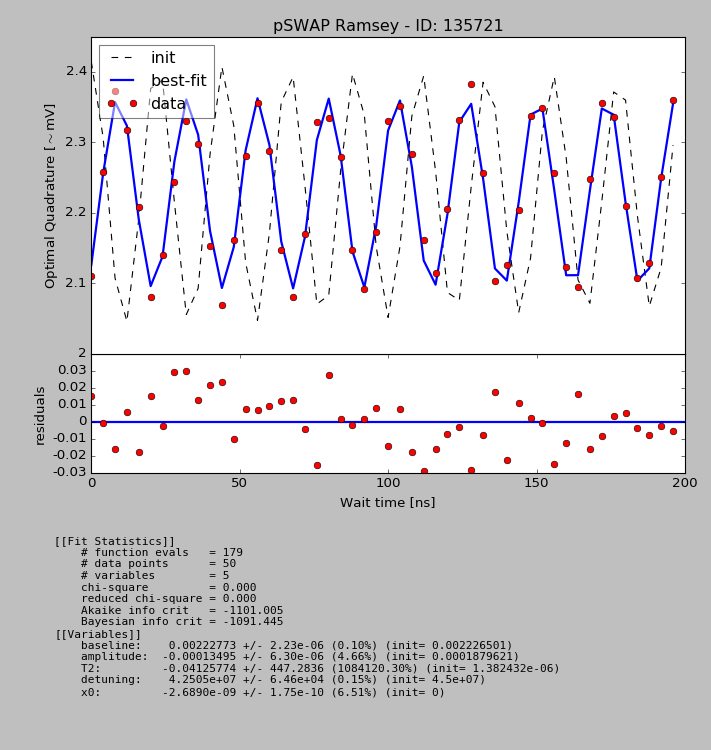 pSWAP Ramsey - ID: 135721
init
best-fit
data
Optimal Quadrature [~mV]
2.4
2.3
2.2
2.1
2
residuals
0.03
0.02
0.01
0
-0.01
-0.02
-0.03
0 50 100 150 200
Wait time [ns]
[[Fit Statistics]]
# function evals = 179
# data points = 50
# variables = 5
chi-square = 0.000
reduced chi-square = 0.000
Akaike info crit = -1101.005
Bayesian info crit = -1091.445
[[Variables]]
baseline: 0.00222773 +/- 2.23e-06 (0.10%) (init= 0.002226501)
amplitude: -0.00013495 +/- 6.30e-06 (4.66%) (init= 0.0001879621)
T2: -0.04125774 +/- 447.2836 (1084120.30%) (init= 1.382432e-06)
detuning: 4.2505e+07 +/- 6.46e+04 (0.15%) (init= 4.5e+07)
x0: -2.6890e-09 +/- 1.75e-10 (6.51%) (init= 0)